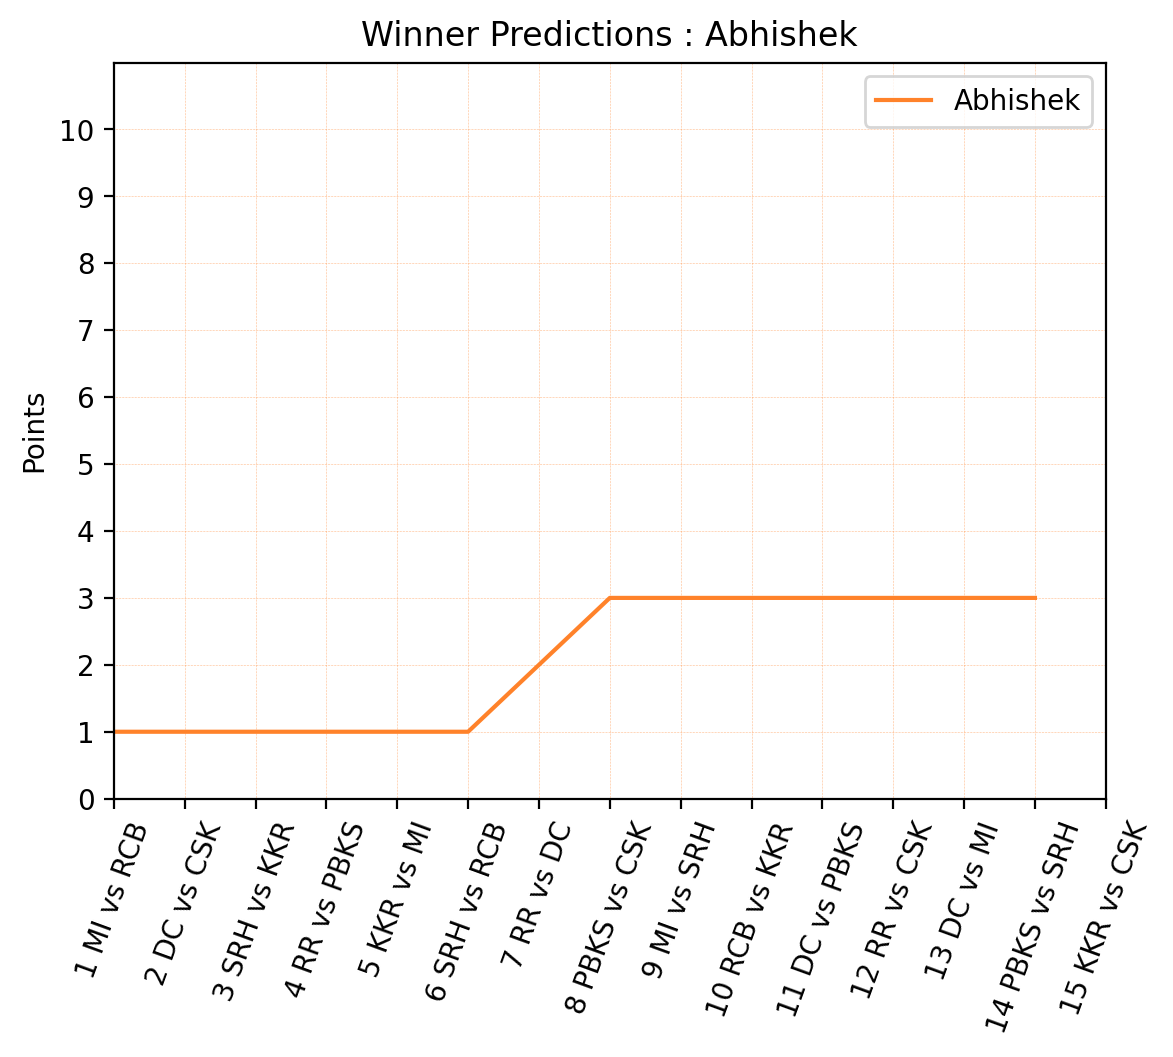 Winner Predictions : Abhishek
Abhishek
Points
10
9
8
7
6
5
4
3
2
1
0
1 MI vs RCB
2 DC vs CSK
3 SRH vs KKR
4 RR vs PBKS
5 KKR vs MI
6 SRH vs RCB
7 RR vs DC
8 PBKS vs CSK
9 MI vs SRH
10 RCB vs KKR
11 DC vs PBKS
12 RR vs CSK
13 DC vs MI
14 PBKS vs SRH
15 KKR vs CSK